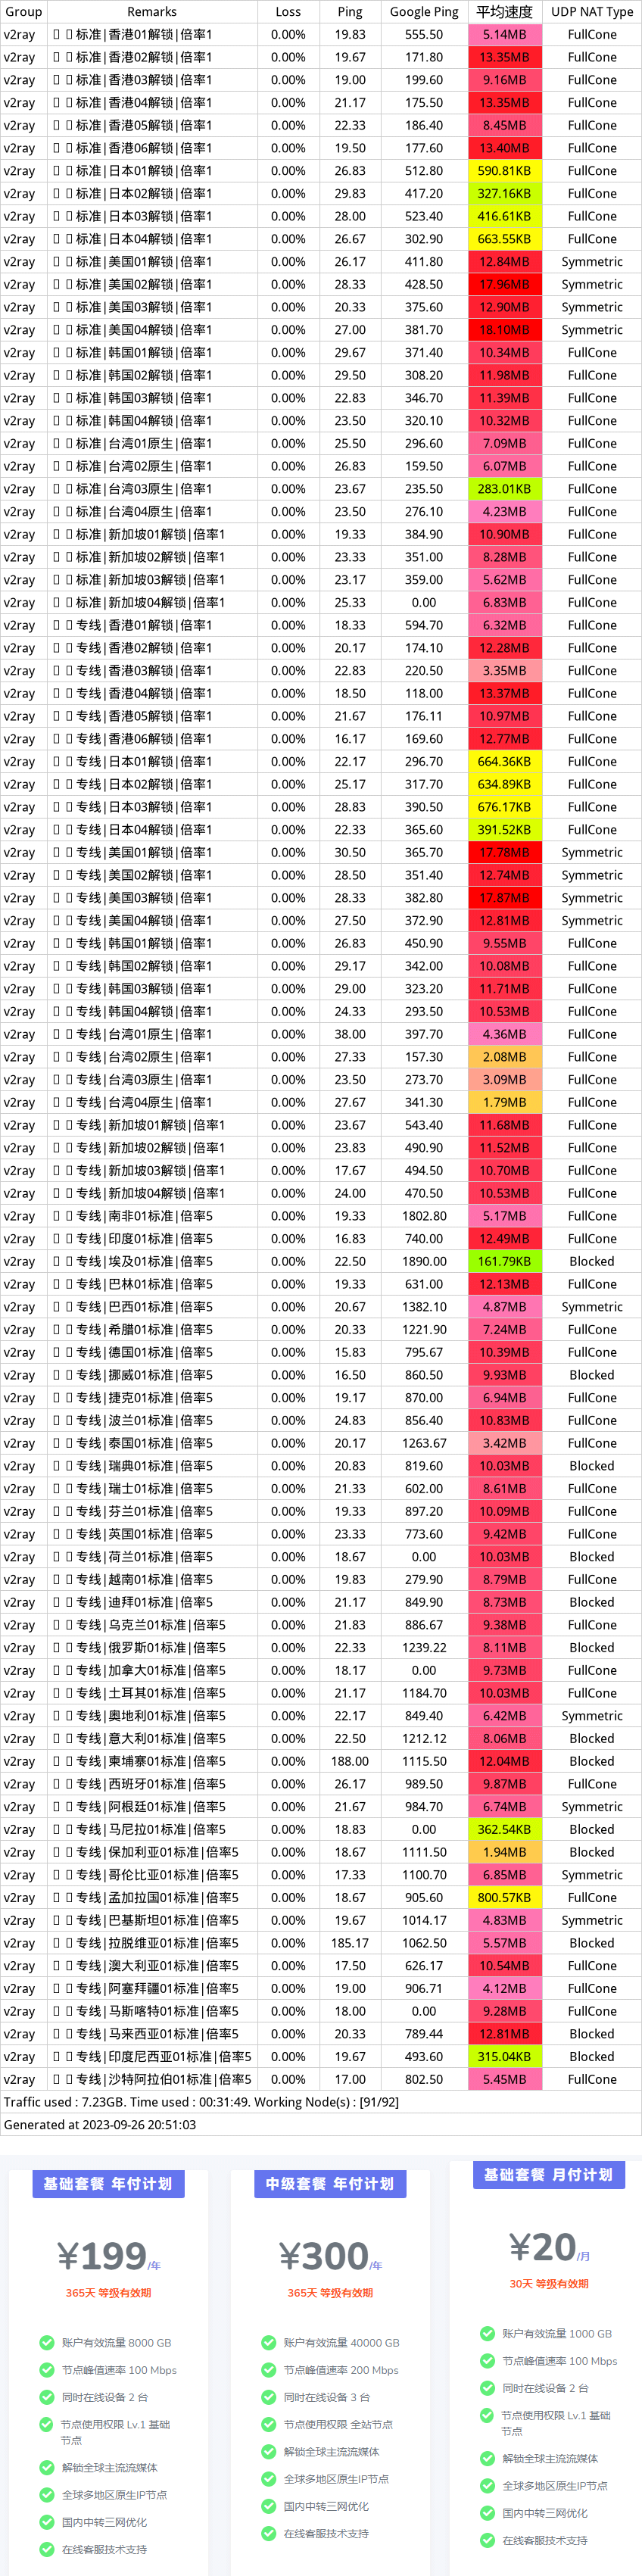 Group Remarks Loss Ping Google Ping 平均速度 UDP NAT Type
v2ray 标准|香港01解锁|倍率1 0.00% 19.83 555.50 5.14MB FullCone
v2ray 标准|香港02解锁|倍率1 0.00% 19.67 171.80 13.35MB FullCone
v2ray 标准|香港03解锁|倍率1 0.00% 19.00 199.60 9.16MB FullCone
v2ray 标准|香港04解锁|倍率1 0.00% 21.17 175.50 13.35MB FullCone
v2ray 标准|香港05解锁|倍率1 0.00% 22.33 186.40 8.45MB FullCone
v2ray 标准|香港06解锁|倍率1 0.00% 19.50 177.60 13.40MB FullCone
v2ray 标准|日本01解锁|倍率1 0.00% 26.83 512.80 590.81KB FullCone
v2ray 标准|日本02解锁|倍率1 0.00% 29.83 417.20 327.16KB FullCone
v2ray 标准|日本03解锁|倍率1 0.00% 28.00 523.40 416.61KB FullCone
v2ray 标准|日本04解锁|倍率1 0.00% 26.67 302.90 663.55KB FullCone
v2ray 标准|美国01解锁|倍率1 0.00% 26.17 411.80 12.84MB Symmetric
v2ray 标准|美国02解锁|倍率1 0.00% 28.33 428.50 17.96MB Symmetric
v2ray 标准|美国03解锁|倍率1 0.00% 20.33 375.60 12.90MB Symmetric
v2ray 标准|美国04解锁|倍率1 0.00% 27.00 381.70 18.10MB Symmetric
v2ray 标准|韩国01解锁|倍率1 0.00% 29.67 371.40 10.34MB FullCone
v2ray 标准|韩国02解锁|倍率1 0.00% 29.50 308.20 11.98MB FullCone
v2ray 标准|韩国03解锁|倍率1 0.00% 22.83 346.70 11.39MB FullCone
v2ray 标准|韩国04解锁|倍率1 0.00% 23.50 320.10 10.32MB FullCone
v2ray 标准|台湾01原生|倍率1 0.00% 25.50 296.60 7.09MB FullCone
v2ray 标准|台湾02原生|倍率1 0.00% 26.83 159.50 6.07MB FullCone
v2ray 标准|台湾03原生|倍率1 0.00% 23.67 235.50 283.01KB FullCone
v2ray 标准|台湾04原生|倍率1 0.00% 23.50 276.10 4.23MB FullCone
v2ray 标准|新加坡01解锁|倍率1 0.00% 19.33 384.90 10.90MB FullCone
v2ray 标准|新加坡02解锁|倍率1 0.00% 23.33 351.00 8.28MB FullCone
v2ray 标准|新加坡03解锁|倍率1 0.00% 23.17 359.00 5.62MB FullCone
v2ray 标准|新加坡04解锁|倍率1 0.00% 25.33 0.00 6.83MB FullCone
v2ray 专线|香港01解锁|倍率1 0.00% 18.33 594.70 6.32MB FullCone
v2ray 专线|香港02解锁|倍率1 0.00% 20.17 174.10 12.28MB FullCone
v2ray 专线|香港03解锁|倍率1 0.00% 22.83 220.50 3.35MB FullCone
v2ray 专线|香港04解锁|倍率1 0.00% 18.50 118.00 13.37MB FullCone
v2ray 专线|香港05解锁|倍率1 0.00% 21.67 176.11 10.97MB FullCone
v2ray 专线|香港06解锁|倍率1 0.00% 16.17 169.60 12.77MB FullCone
v2ray 专线|日本01解锁|倍率1 0.00% 22.17 296.70 664.36KB FullCone
v2ray 专线|日本02解锁|倍率1 0.00% 25.17 317.70 634.89KB FullCone
v2ray 专线|日本03解锁|倍率1 0.00% 28.83 390.50 676.17KB FullCone
v2ray 专线|日本04解锁|倍率1 0.00% 22.33 365.60 391.52KB FullCone
v2ray 专线|美国01解锁|倍率1 0.00% 30.50 365.70 17.78MB Symmetric
v2ray 专线|美国02解锁|倍率1 0.00% 28.50 351.40 12.74MB Symmetric
v2ray 专线|美国03解锁|倍率1 0.00% 28.33 382.80 17.87MB Symmetric
v2ray 专线|美国04解锁|倍率1 0.00% 27.50 372.90 12.81MB Symmetric
v2ray 专线|韩国01解锁|倍率1 0.00% 26.83 450.90 9.55MB FullCone
v2ray 专线|韩国02解锁|倍率1 0.00% 29.17 342.00 10.08MB FullCone
v2ray 专线|韩国03解锁|倍率1 0.00% 29.00 323.20 11.71MB FullCone
v2ray 专线|韩国04解锁|倍率1 0.00% 24.33 293.50 10.53MB FullCone
v2ray 专线|台湾01原生|倍率1 0.00% 38.00 397.70 4.36MB FullCone
v2ray 专线|台湾02原生|倍率1 0.00% 27.33 157.30 2.08MB FullCone
v2ray 专线|台湾03原生|倍率1 0.00% 23.50 273.70 3.09MB FullCone
v2ray 专线|台湾04原生|倍率1 0.00% 27.67 341.30 1.79MB FullCone
v2ray 专线|新加坡01解锁|倍率1 0.00% 23.67 543.40 11.68MB FullCone
v2ray 专线|新加坡02解锁|倍率1 0.00% 23.83 490.90 11.52MB FullCone
v2ray 专线|新加坡03解锁|倍率1 0.00% 17.67 494.50 10.70MB FullCone
v2ray 专线|新加坡04解锁|倍率1 0.00% 24.00 470.50 10.53MB FullCone
v2ray 专线|南非01标准|倍率5 0.00% 19.33 1802.80 5.17MB FullCone
v2ray 专线|印度01标准|倍率5 0.00% 16.83 740.00 12.49MB FullCone
v2ray 专线|埃及01标准|倍率5 0.00% 22.50 1890.00 161.79KB Blocked
v2ray 专线|巴林01标准|倍率5 0.00% 19.33 631.00 12.13MB FullCone
v2ray 专线|巴西01标准|倍率5 0.00% 20.67 1382.10 4.87MB Symmetric
v2ray 专线|希腊01标准|倍率5 0.00% 20.33 1221.90 7.24MB FullCone
v2ray 专线|德国01标准|倍率5 0.00% 15.83 795.67 10.39MB FullCone
v2ray 专线|挪威01标准|倍率5 0.00% 16.50 860.50 9.93MB Blocked
v2ray 专线|捷克01标准|倍率5 0.00% 19.17 870.00 6.94MB FullCone
v2ray 专线|波兰01标准|倍率5 0.00% 24.83 856.40 10.83MB FullCone
v2ray 专线|泰国01标准|倍率5 0.00% 20.17 1263.67 3.42MB FullCone
v2ray 专线|瑞典01标准|倍率5 0.00% 20.83 819.60 10.03MB Blocked
v2ray 专线|瑞士01标准|倍率5 0.00% 21.33 602.00 8.61MB FullCone
v2ray 专线|芬兰01标准|倍率5 0.00% 19.33 897.20 10.09MB FullCone
v2ray 专线|英国01标准|倍率5 0.00% 23.33 773.60 9.42MB FullCone
v2ray 专线|荷兰01标准|倍率5 0.00% 18.67 0.00 10.03MB Blocked
v2ray 专线|越南01标准|倍率5 0.00% 19.83 279.90 8.79MB FullCone
v2ray 专线|迪拜01标准|倍率5 0.00% 21.17 849.90 8.73MB Blocked
v2ray 专线|乌克兰01标准|倍率5 0.00% 21.83 886.67 9.38MB FullCone
v2ray 专线|俄罗斯01标准|倍率5 0.00% 22.33 1239.22 8.11MB Blocked
v2ray 专线|加拿大01标准|倍率5 0.00% 18.17 0.00 9.73MB FullCone
v2ray 专线|土耳其01标准|倍率5 0.00% 21.17 1184.70 10.03MB FullCone
v2ray 专线|奥地利01标准|倍率5 0.00% 22.17 849.40 6.42MB Symmetric
v2ray 专线|意大利01标准|倍率5 0.00% 22.50 1212.12 8.06MB Blocked
v2ray 专线|柬埔寨01标准|倍率5 0.00% 188.00 1115.50 12.04MB Blocked
v2ray 专线|西班牙01标准|倍率5 0.00% 26.17 989.50 9.87MB FullCone
v2ray 专线|阿根廷01标准|倍率5 0.00% 21.67 984.70 6.74MB Symmetric
v2ray 专线|马尼拉01标准|倍率5 0.00% 18.83 0.00 362.54KB Blocked
v2ray 专线|保加利亚01标准|倍率5 0.00% 18.67 1111.50 1.94MB Blocked
v2ray 专线|哥伦比亚01标准|倍率5 0.00% 17.33 1100.70 6.85MB Symmetric
v2ray 专线|孟加拉国01标准|倍率5 0.00% 18.67 905.60 800.57KB FullCone
v2ray 专线|巴基斯坦01标准|倍率5 0.00% 19.67 1014.17 4.83MB Symmetric
v2ray 专线|拉脱维亚01标准|倍率5 0.00% 185.17 1062.50 5.57MB Blocked
v2ray 专线|澳大利亚01标准|倍率5 0.00% 17.50 626.17 10.54MB FullCone
v2ray 专线|阿塞拜疆01标准|倍率5 0.00% 19.00 906.71 4.12MB FullCone
v2ray 专线|马斯喀特01标准|倍率5 0.00% 18.00 0.00 9.28MB FullCone
v2ray 专线|马来西亚01标准|倍率5 0.00% 20.33 789.44 12.81MB Blocked
v2ray 专线|印度尼西亚01标准|倍率5 0.00% 19.67 493.60 315.04KB Blocked
v2ray 专线|沙特阿拉伯01标准|倍率5 0.00% 17.00 802.50 5.45MB FullCone
Traffic used : 7.23GB. Time used : 00:31:49. Working Node(s) : [91/92]
Generated at 2023-09-26 20:51:03
基础套餐 年付计划
¥199/年
365天 等级有效期
账户有效流量 8000 GB
节点峰值速率 100 Mbps
同时在线设备 2 台
节点使用权限 Lv.1 基础
节点
解锁全球主流流媒体
全球多地区原生IP节点
国内中转三网优化
在线客服技术支持
中级套餐 年付计划
¥300/年
365天 等级有效期
账户有效流量 40000 GB
节点峰值速率 200 Mbps
同时在线设备 3 台
节点使用权限 全站节点
解锁全球主流流媒体
全球多地区原生IP节点
国内中转三网优化
在线客服技术支持
基础套餐 月付计划
¥20/月
30天 等级有效期
账户有效流量 1000 GB
节点峰值速率 100 Mbps
同时在线设备 2 台
节点使用权限 Lv.1 基础
节点
解锁全球主流流媒体
全球多地区原生IP节点
国内中转三网优化
在线客服技术支持